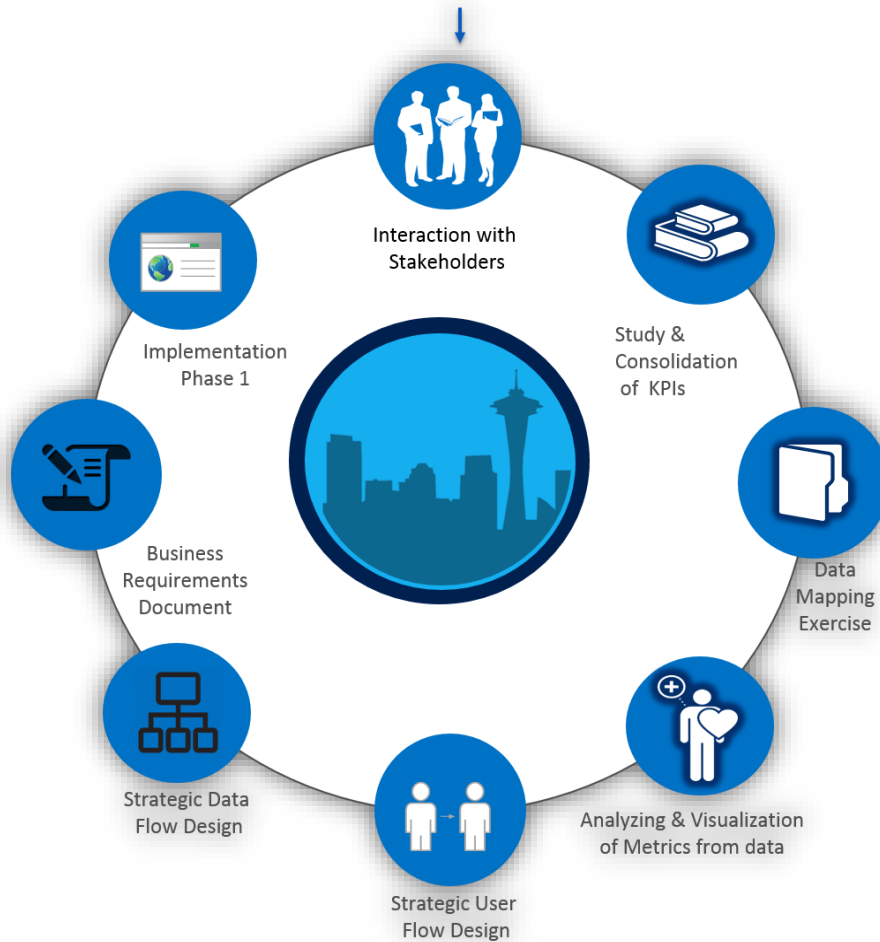 Interaction with
Stakeholders
Study &
Consolidation
of KPIs
Data
Mapping
Exercise
Analyzing & Visualization
of Metrics from data
Strategic User
Flow Design
Strategic Data
Flow Design
Business
Requirements
Document
Implementation
Phase 1